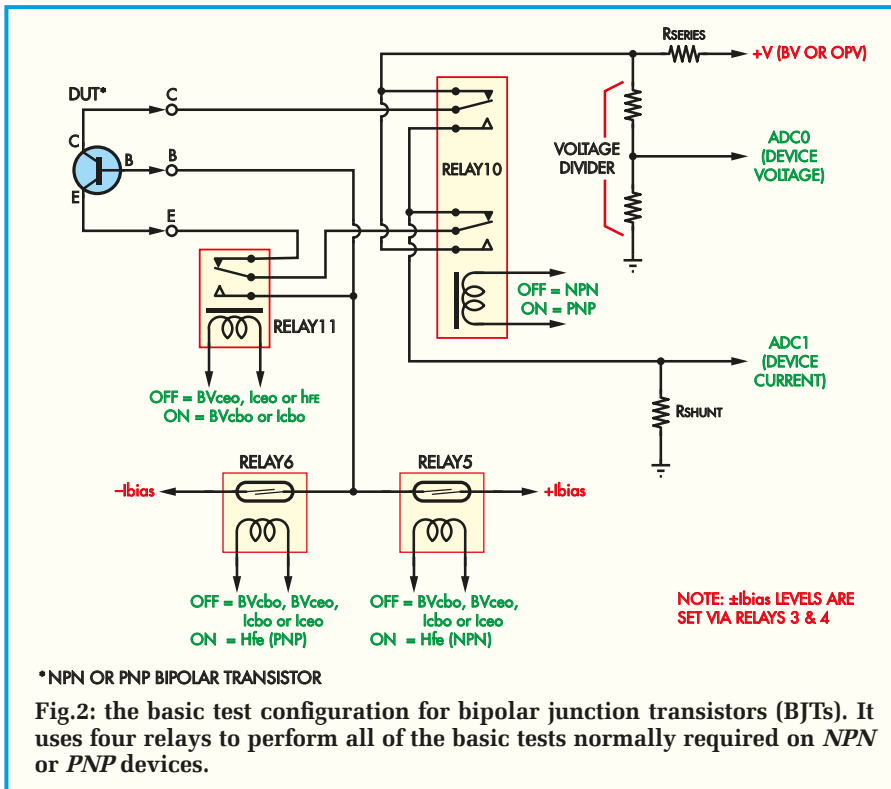 RSERIES
+V (BV OR OPV)
DUT*
C
C
B
B
E
E
RELAY10
VOLTAGE
DIVIDER
ADC0
(DEVICE
VOLTAGE)
OFF = NPN
ON = PNP
RELAY11
ADC1
(DEVICE
CURRENT)
OFF = BVceo, Iceo or hFE
ON = BVcbo or Icbo
RSHUNT
RELAY6
RELAY5
–Ibias
+Ibias
OFF = BVcbo, BVceo,
Icbo or Iceo
ON = Hfe (PNP)
OFF = BVcbo, BVceo,
Icbo or Iceo
ON = Hfe (NPN)
NOTE: ±Ibias LEVELS ARE
SET VIA RELAYS 3 & 4
*NPN OR PNP BIPOLAR TRANSISTOR
Fig.2: the basic test configuration for bipolar junction transistors (BJTs). It
uses four relays to perform all of the basic tests normally required on NPN
or PNP devices.